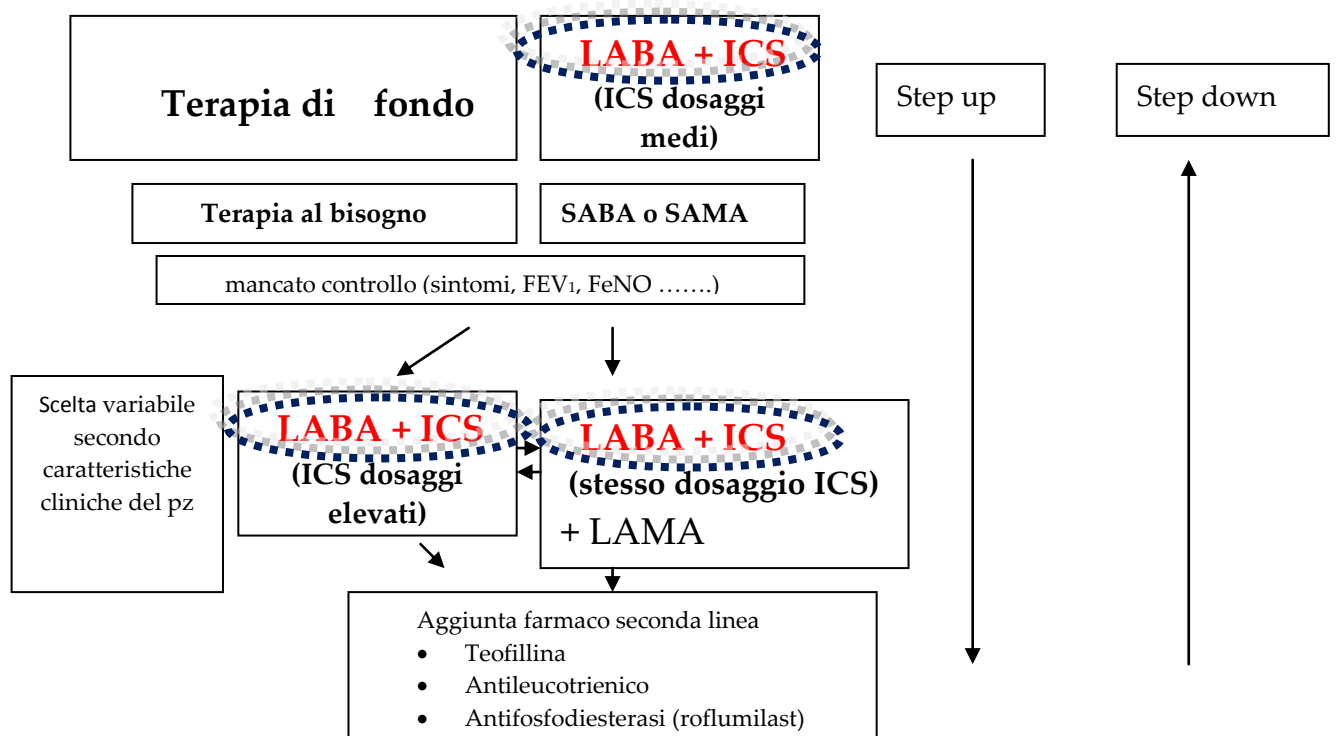 Terapia di fondo
LABA + ICS
(ICS dosaggi
medi)
Step up
Step down
Terapia al bisogno
SABA o SAMA
mancato controllo (sintomi, FEV1, FeNO …….)
Scelta variabile
secondo
caratteristiche
cliniche del pz
LABA + ICS
(ICS dosaggi
elevati)
LABA + ICS
(stesso dosaggio ICS)
+ LAMA
Aggiunta farmaco seconda linea
• Teofillina
• Antileucotrienico
• Antifosfodiesterasi (roflumilast)